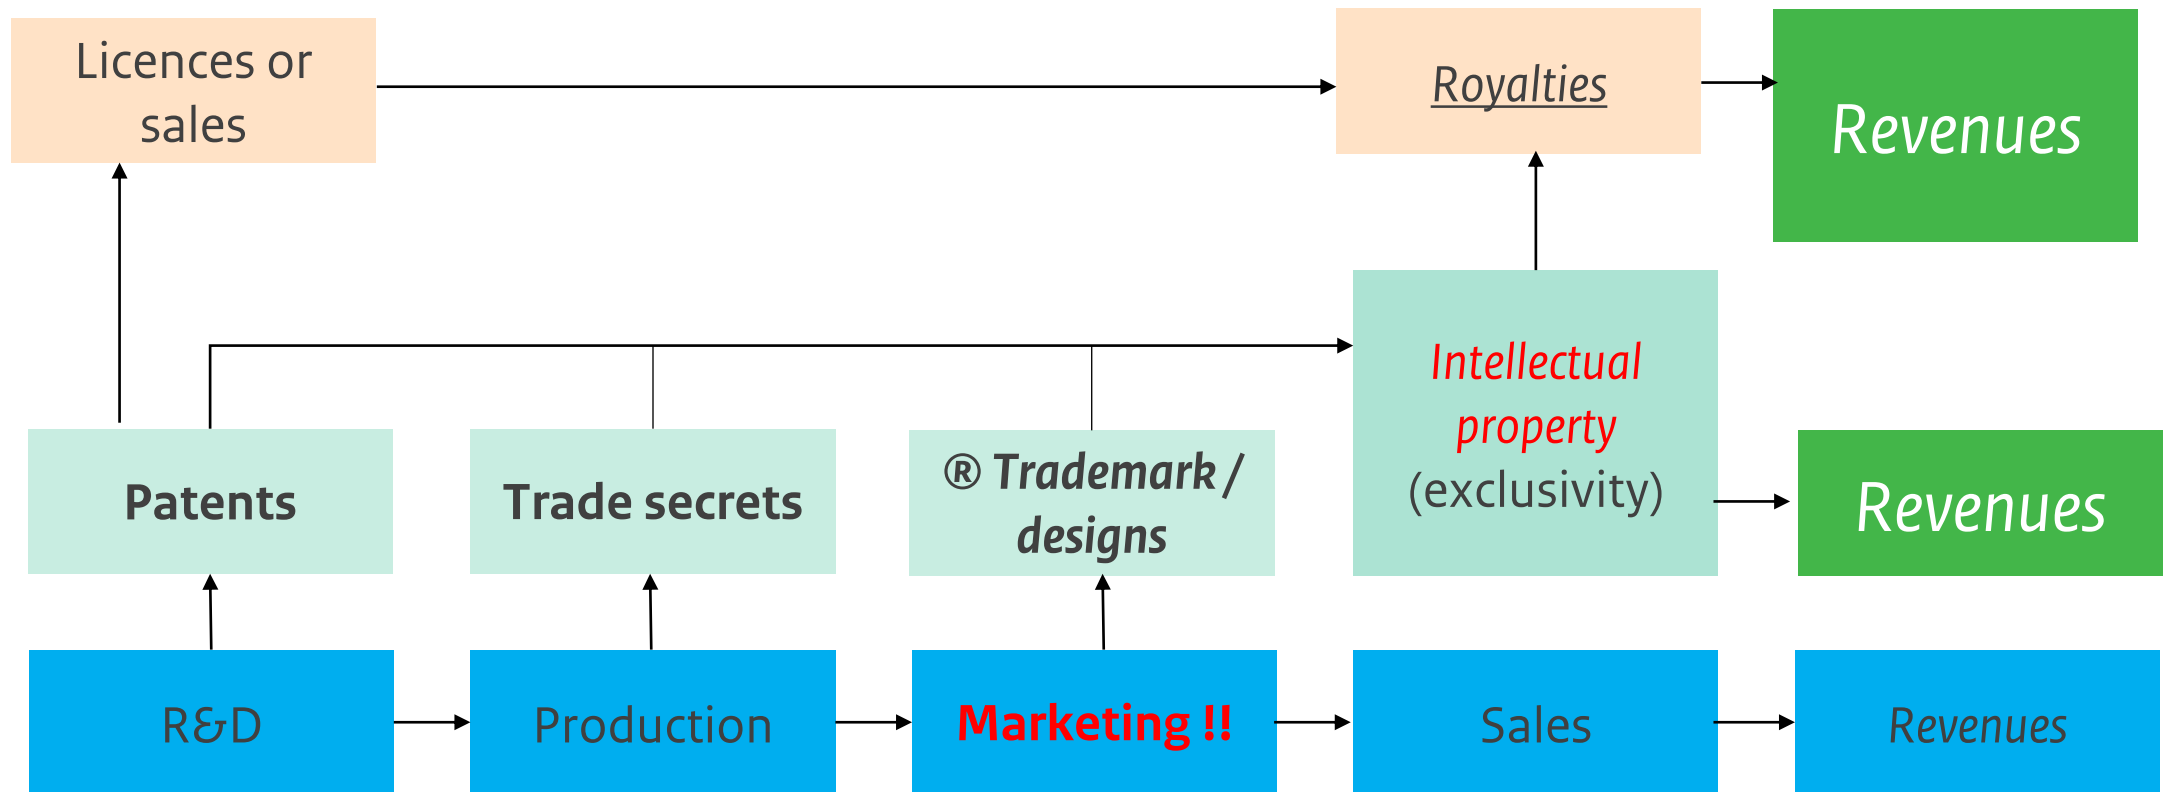 Licences or
sales
Royalties
Revenues
Intellectual
property
(exclusivity)
Patents
Trade secrets
® Trademark /
designs
Revenues
R&D
Production
Marketing !!
Sales
Revenues